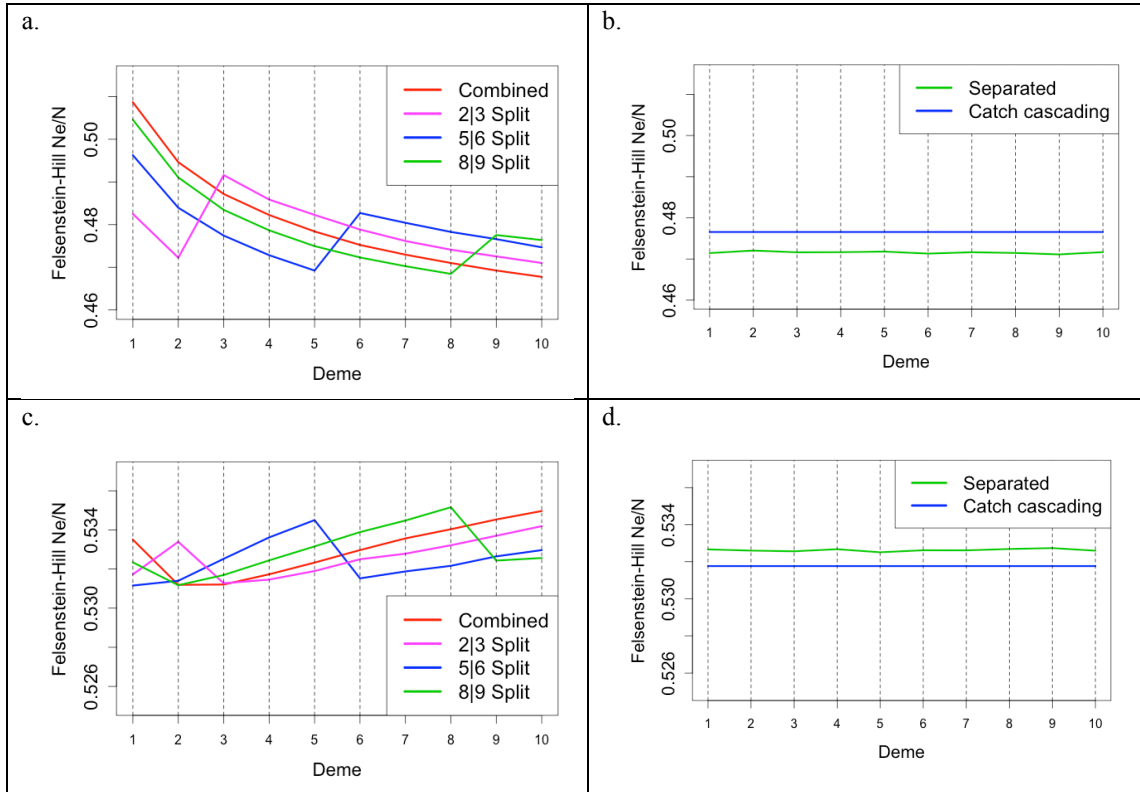 a.
Felsenstein-Hill Ne/N
0.50
0.48
0.46
Combined
2|3 Split
5|6 Split
8|9 Split
1 2 3 4 5 6 7 8 9 10
Deme
b.
Felsenstein-Hill Ne/N
0.50
0.48
0.46
Separated
Catch cascading
1 2 3 4 5 6 7 8 9 10
Deme
c.
Felsenstein-Hill Ne/N
0.534
0.530
0.526
Combined
2|3 Split
5|6 Split
8|9 Split
1 2 3 4 5 6 7 8 9 10
Deme
d.
Felsenstein-Hill Ne/N
0.534
0.530
0.526
Separated
Catch cascading
1 2 3 4 5 6 7 8 9 10
Deme